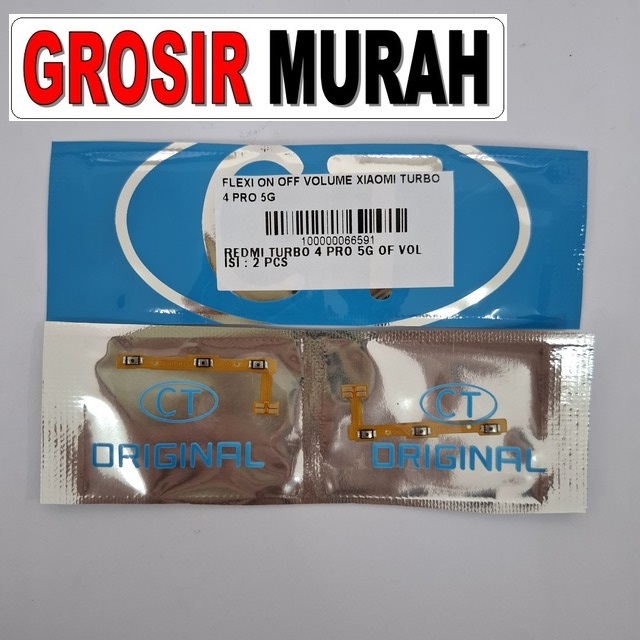 GROSIR MURAH
FLEXI ON OFF VOLUME XIAOMI TURBO
4 PRO 5G
100000066591
REDMI TURBO 4 PRO 5G OF VOL
ISI : 2 PCS
CT
ORIGINAL
CT
ORIGINAL